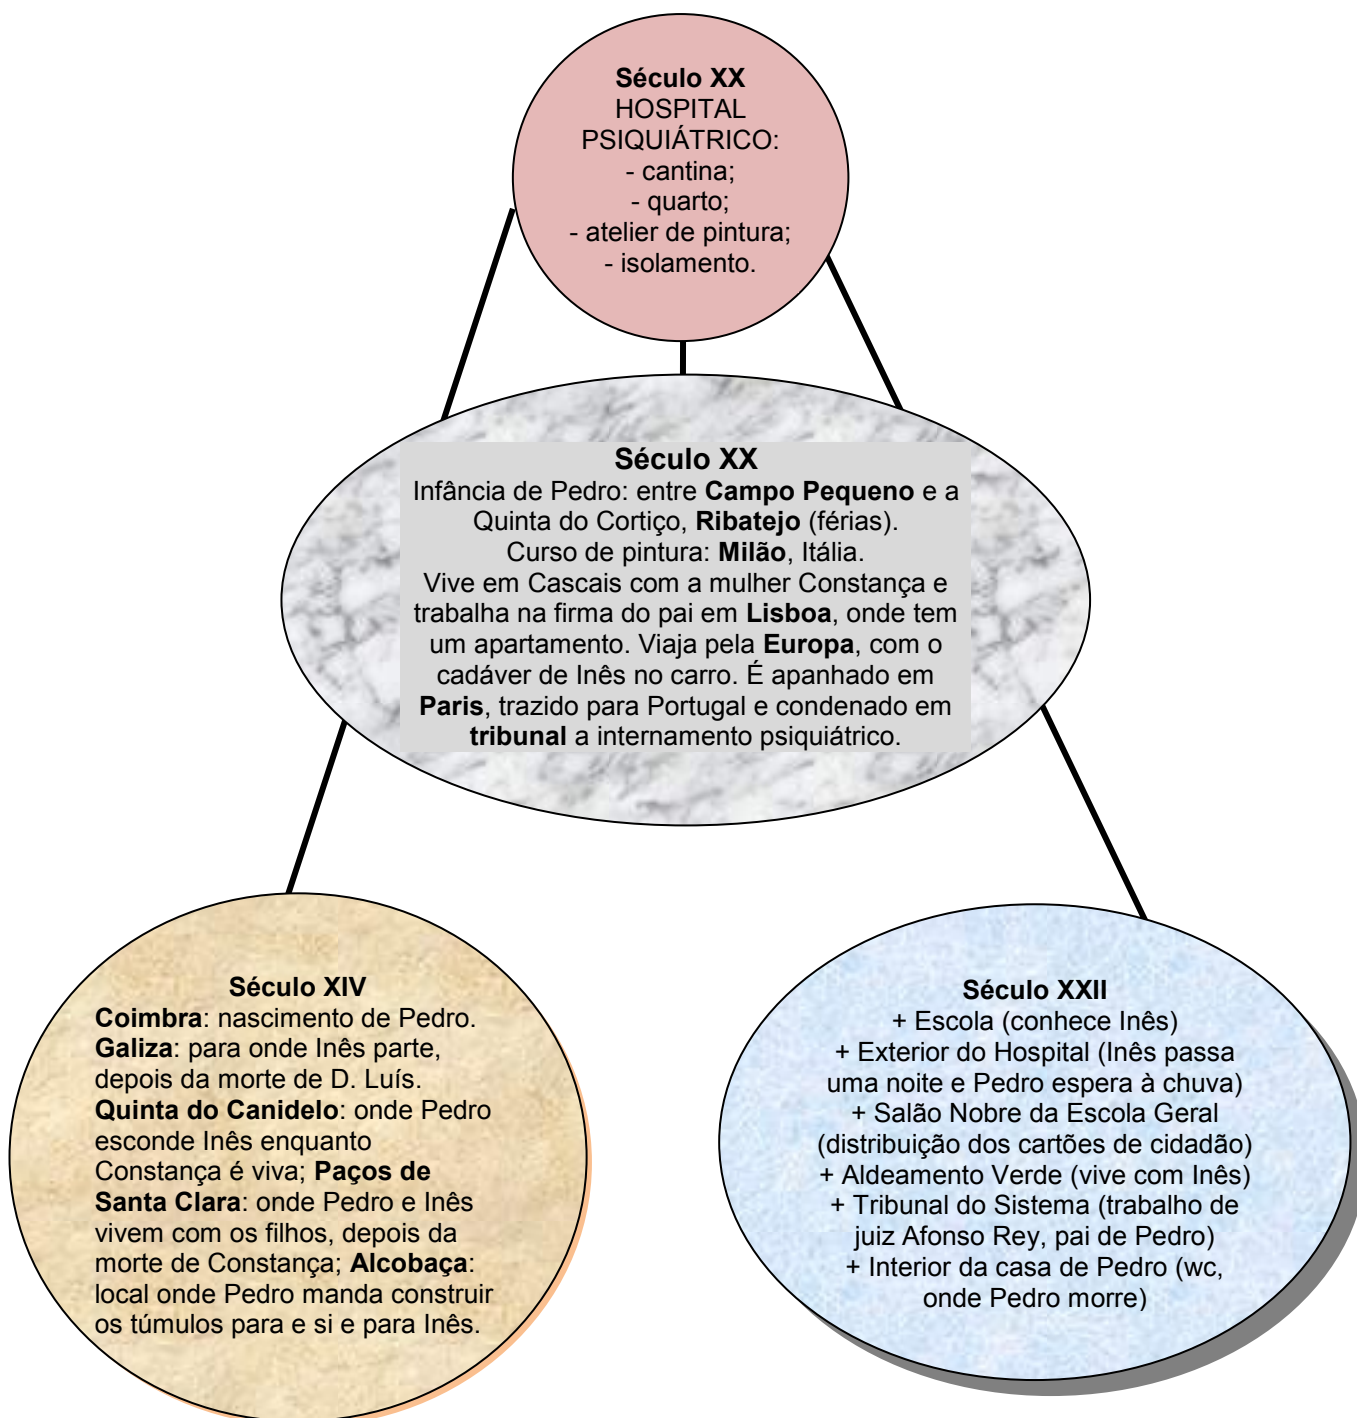 Século XX
HOSPITAL
PSIQUIÁTRICO:
- cantina;
- quarto;
- atelier de pintura;
- isolamento.
Século XX
Infância de Pedro: entre Campo Pequeno e a
Quinta do Cortiço, Ribatejo (férias).
Curso de pintura: Milão, Itália.
Vive em Cascais com a mulher Constança e
trabalha na firma do pai em Lisboa, onde tem
um apartamento. Viaja pela Europa, com o
cadáver de Inês no carro. É apanhado em
Paris, trazido para Portugal e condenado em
tribunal a internamento psiquiátrico.
Século XIV
Coimbra: nascimento de Pedro.
Galiza: para onde Inês parte,
depois da morte de D. Luís.
Quinta do Canidelo: onde Pedro
esconde Inês enquanto
Constança é viva; Paços de
Santa Clara: onde Pedro e Inês
vivem com os filhos, depois da
morte de Constança; Alcobaça:
local onde Pedro manda construir
os túmulos para e si e para Inês.
Século XXII
+ Escola (conhece Inês)
+ Exterior do Hospital (Inês passa
uma noite e Pedro espera à chuva)
+ Salão Nobre da Escola Geral
(distribuição dos cartões de cidadão)
+ Aldeamento Verde (vive com Inês)
+ Tribunal do Sistema (trabalho de
juiz Afonso Rey, pai de Pedro)
+ Interior da casa de Pedro (wc,
onde Pedro morre)